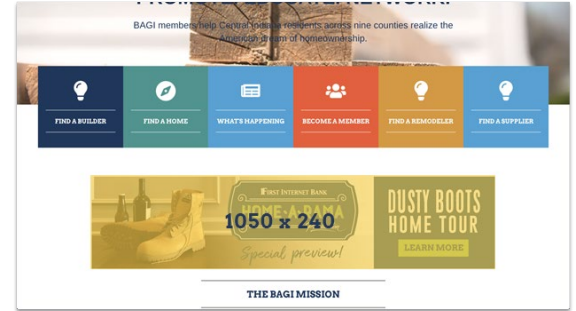 BAGI members help Central Indiana residents across nine counties realize the
American dream of homeownership.
FIND A BUILDER
FIND A HOME
WHAT'S HAPPENING
BECOME A MEMBER
FIND A REMODELER
FIND A SUPPLIER
FIRST INTERNET BANK
HOME-A-RAMA
1050 x 240
Special preview!
DUSTY BOOTS
HOME TOUR
LEARN MORE
THE BAGI MISSION